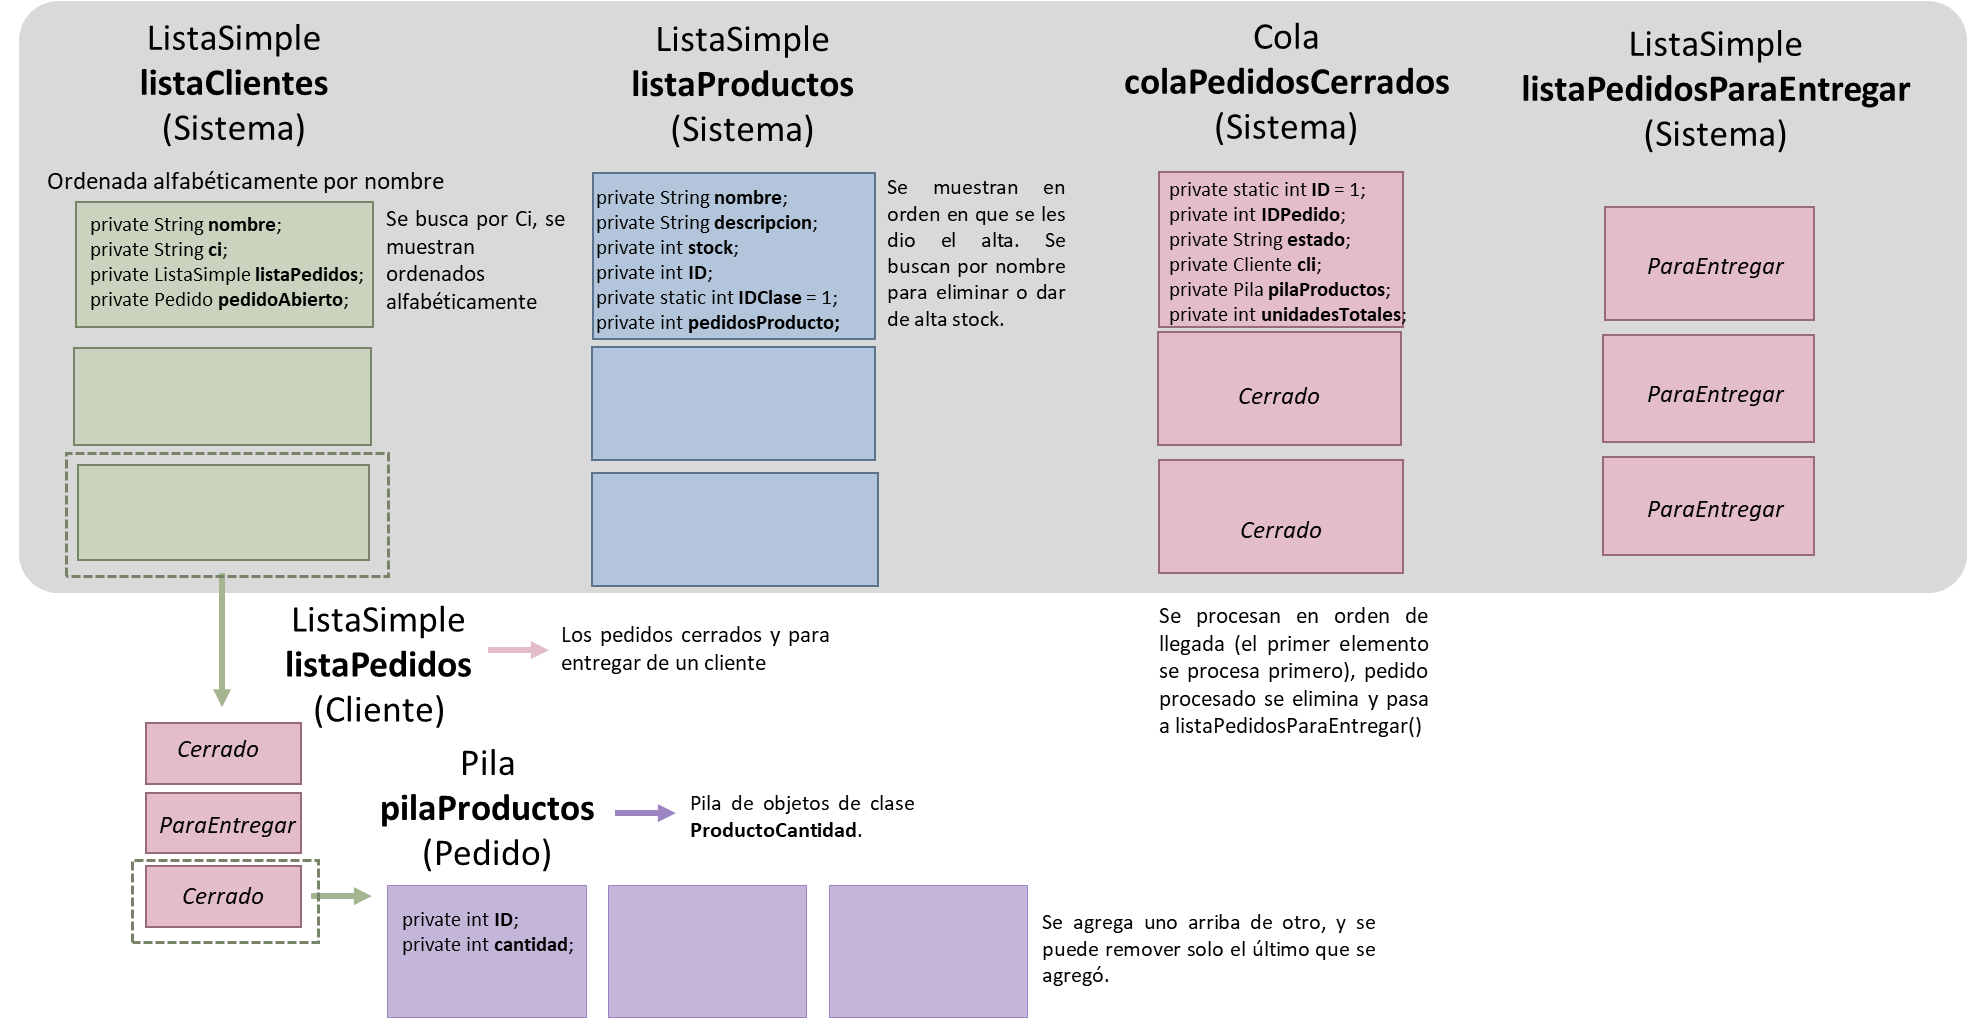 ListaSimple
listaClientes
(Sistema)
Ordenada alfabéticamente por nombre
private String nombre;
private String ci;
private ListaSimple listaPedidos;
private Pedido pedidoAbierto;
Se busca por Ci, se
muestran
ordenados
alfabéticamente
ListaSimple
listaProductos
(Sistema)
private String nombre;
private String descripcion;
private int stock;
private int ID;
private static int IDClase = 1;
private int pedidosProducto;
Se muestran en
orden en que se les
dio el alta. Se
buscan por nombre
para eliminar o dar
de alta stock.
Cola
colaPedidosCerrados
(Sistema)
private static int ID = 1;
private int IDPedido;
private String estado;
private Cliente cli;
private Pila pilaProductos;
private int unidadesTotales;
Cerrado
Cerrado
ListaSimple
listaPedidosParaEntregar
(Sistema)
ParaEntregar
ParaEntregar
ParaEntregar
Se procesan en orden de
llegada (el primer elemento
se procesa primero), pedido
procesado se elimina y pasa
a listaPedidosParaEntregar()
ListaSimple
listaPedidos
(Cliente)
Los pedidos cerrados y para
entregar de un cliente
Cerrado
ParaEntregar
Cerrado
Pila
pilaProductos
(Pedido)
Pila de objetos de clase
ProductoCantidad.
private int ID;
private int cantidad;
Se agrega uno arriba de otro, y se
puede remover solo el último que se
agregó.